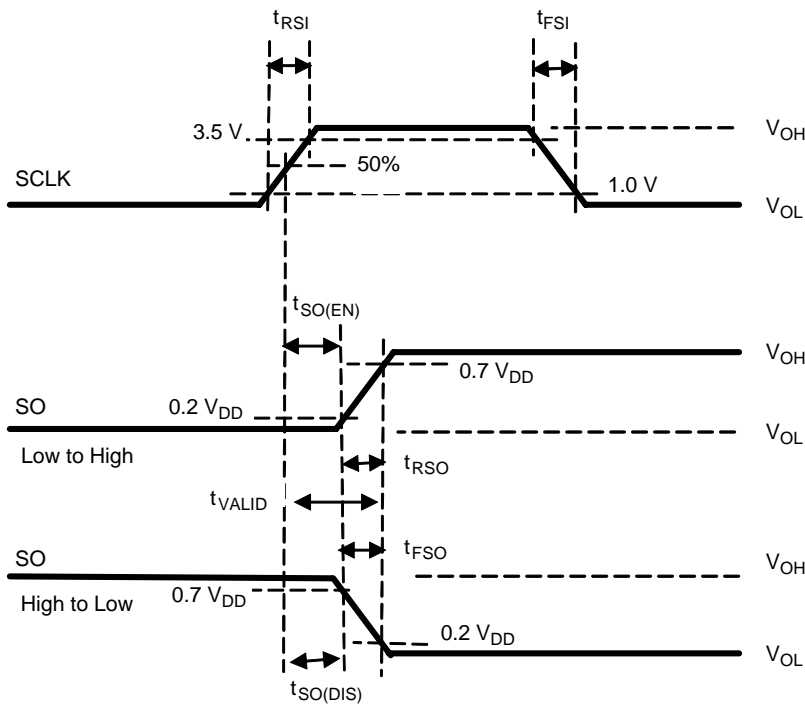 tRSI
tFSI
3.5 V
VOH
50%
SCLK
1.0 V
VOL
tSO(EN)
VOH
0.7 VDD
0.2 VDD
SO
VOL
Low to High
tRSO
tVALID
tFSO
SO
VOH
0.7 VDD
High to Low
0.2 VDD
VOL
tSO(DIS)